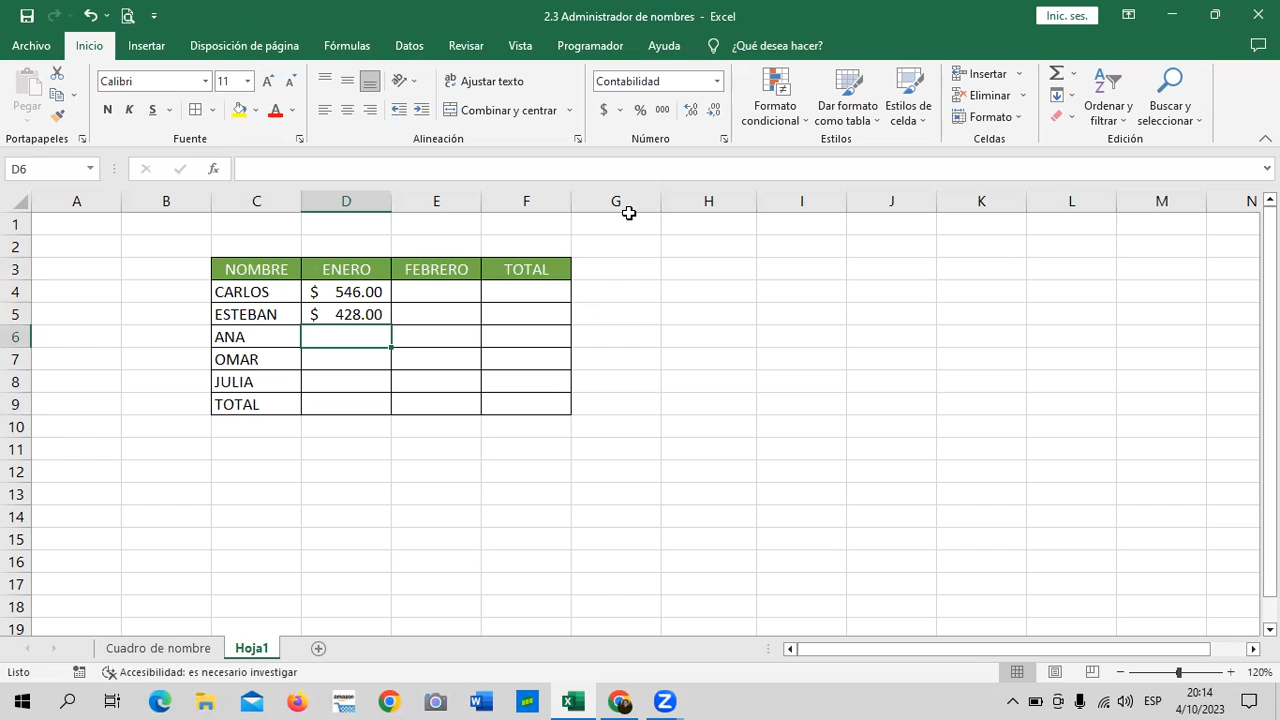 2.3 Administrador de nombres - Excel
Inic. ses.
Archivo Inicio Insertar Disposición de página Fórmulas Datos Revisar Vista Programador Ayuda ¿Qué desea hacer?
Pegar
Calibri 11
Ajustar texto
Contabilidad
N K S
Combinar y centrar
$ % 000
Formato condicional
Dar formato como tabla
Estilos de celda
Insertar
Eliminar
Formato
Ordenar y filtrar
Buscar y seleccionar
Portapapeles Fuente Alineación Número Estilos Celdas Edición
D6 fx
A B C D E F G H I J K L M N
1
2
3 NOMBRE ENERO FEBRERO TOTAL
4 CARLOS $ 546.00
5 ESTEBAN $ 428.00
6 ANA
7 OMAR
8 JULIA
9 TOTAL
10
11
12
13
14
15
16
17
18
19
Cuadro de nombre Hoja1
Listo Accesibilidad: es necesario investigar 120%
ESP 20:14
4/10/2023